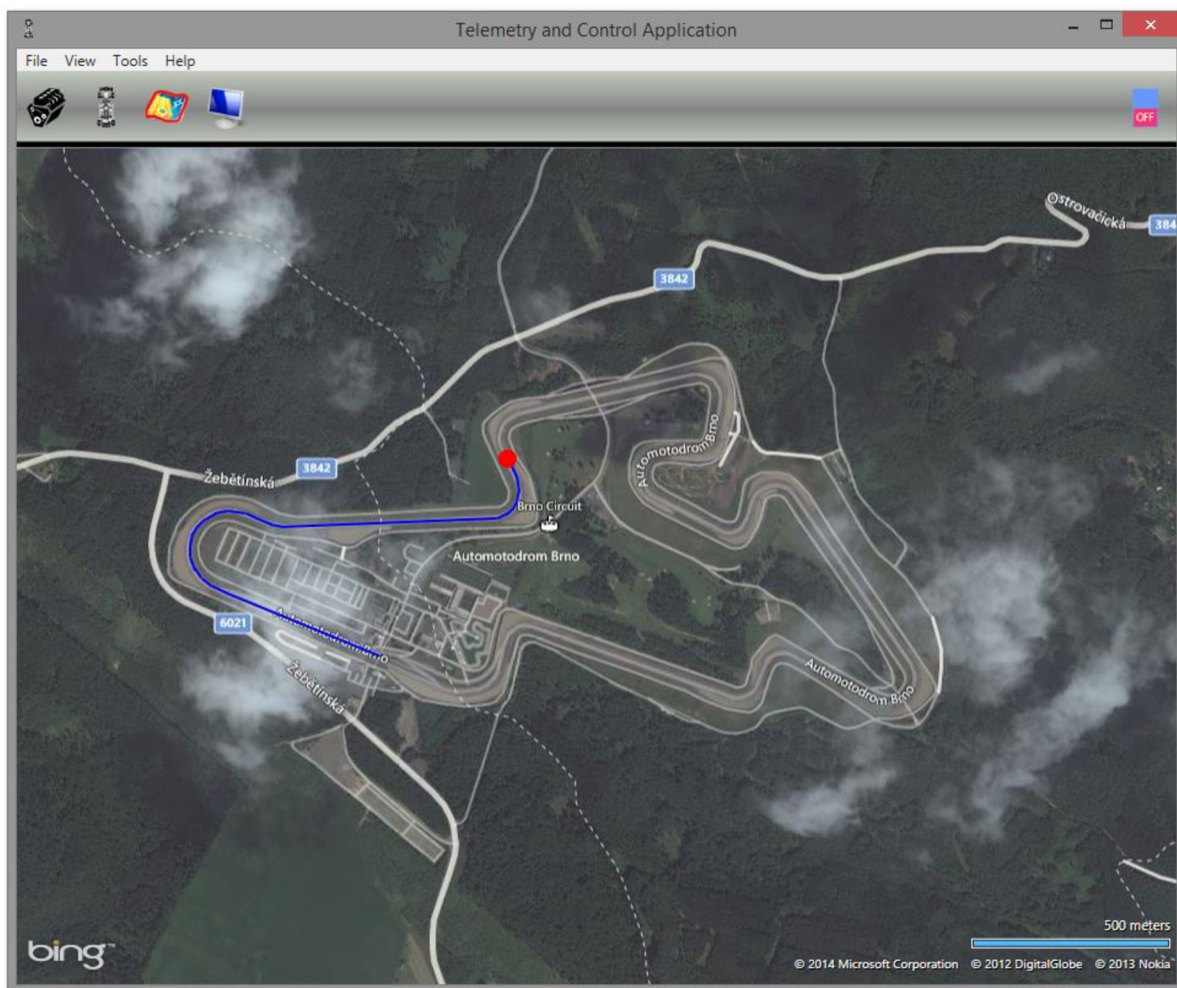 Telemetry and Control Application
File View Tools Help
OFF
Ostrovačická
384
3842
Automotodrom Brno
Žebětínská
3842
Brno Circuit
Automotodrom Brno
6021
Automotodrom Brno
Žebětínská
Automotodrom Brno
500 meters
bing™
© 2014 Microsoft Corporation © 2012 DigitalGlobe © 2013 Nokia